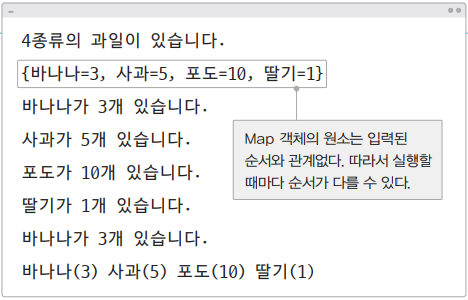 4종류의 과일이 있습니다.
{바나나=3, 사과=5, 포도=10, 딸기=1}
바나나가 3개 있습니다.
사과가 5개 있습니다.
포도가 10개 있습니다.
딸기가 1개 있습니다.
바나나가 3개 있습니다.
바나나(3) 사과(5) 포도(10) 딸기(1)
Map 객체의 원소는 입력된
순서와 관계없다. 따라서 실행할
때마다 순서가 다를 수 있다.